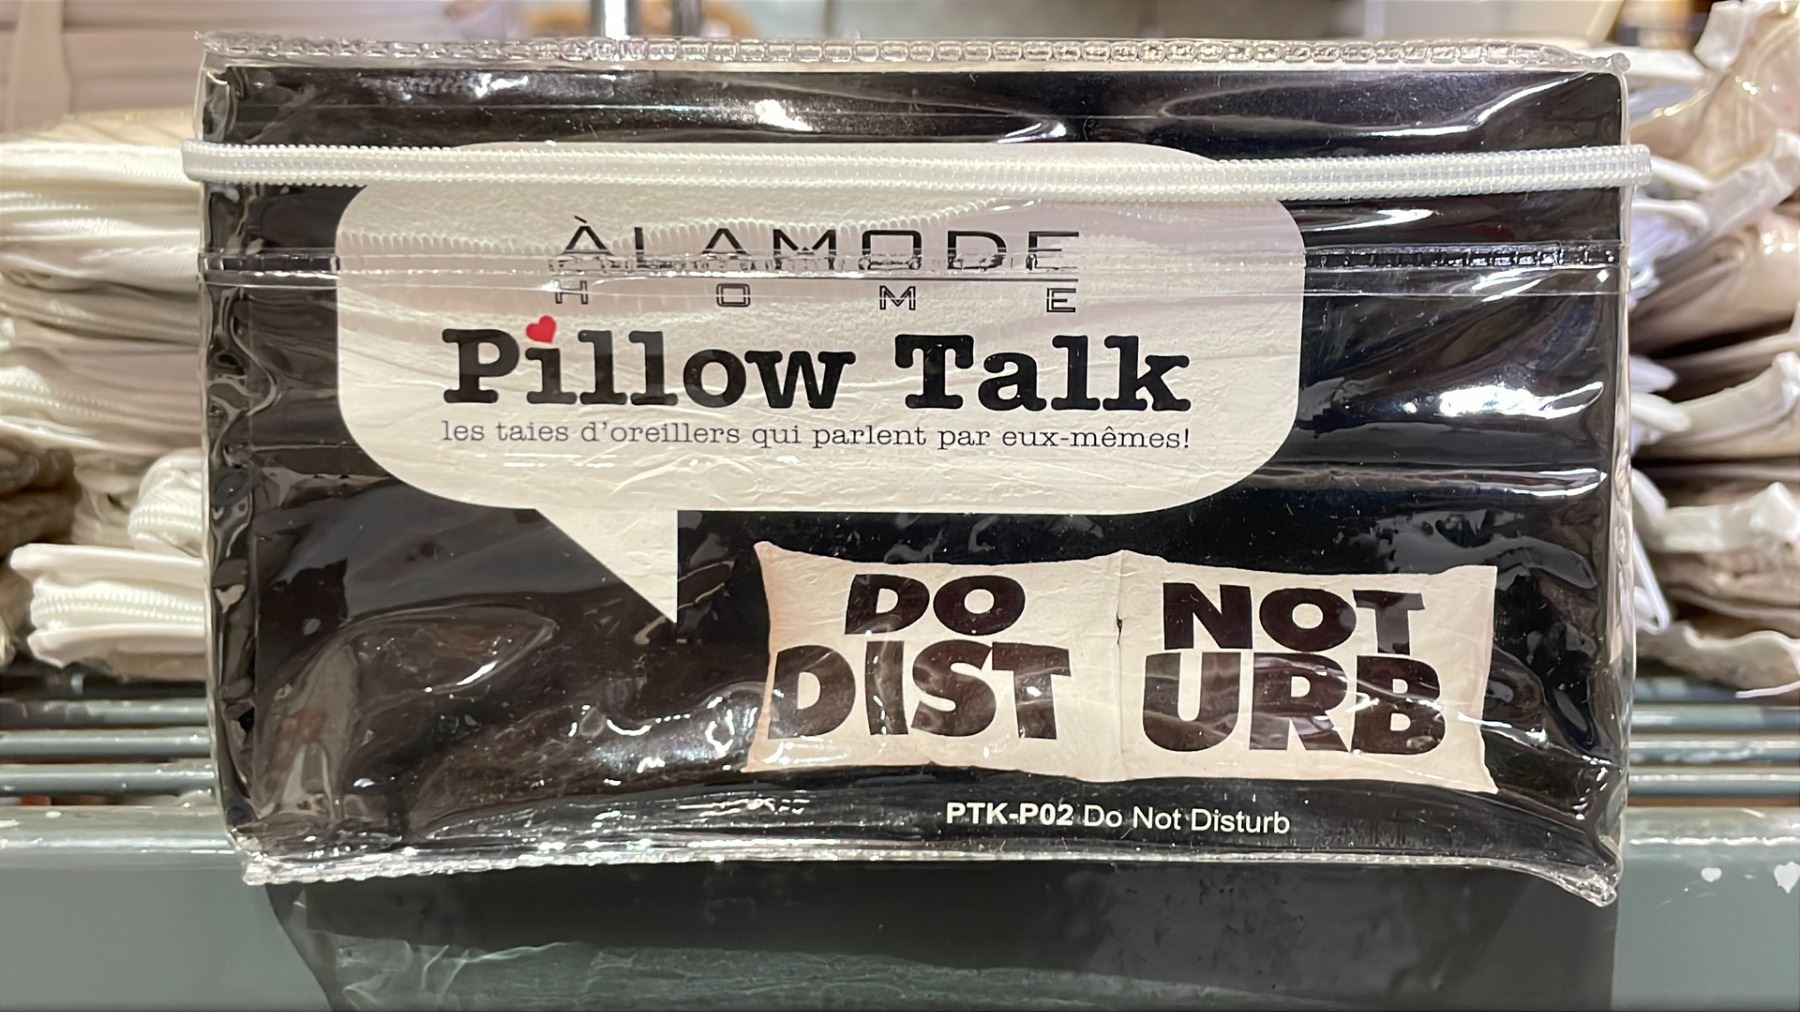 ÀLAMODE
HOME
Pillow Talk
les taies d'oreillers qui parlent par eux-mêmes!
DO NOT
DIST URB
PTK-P02 Do Not Disturb